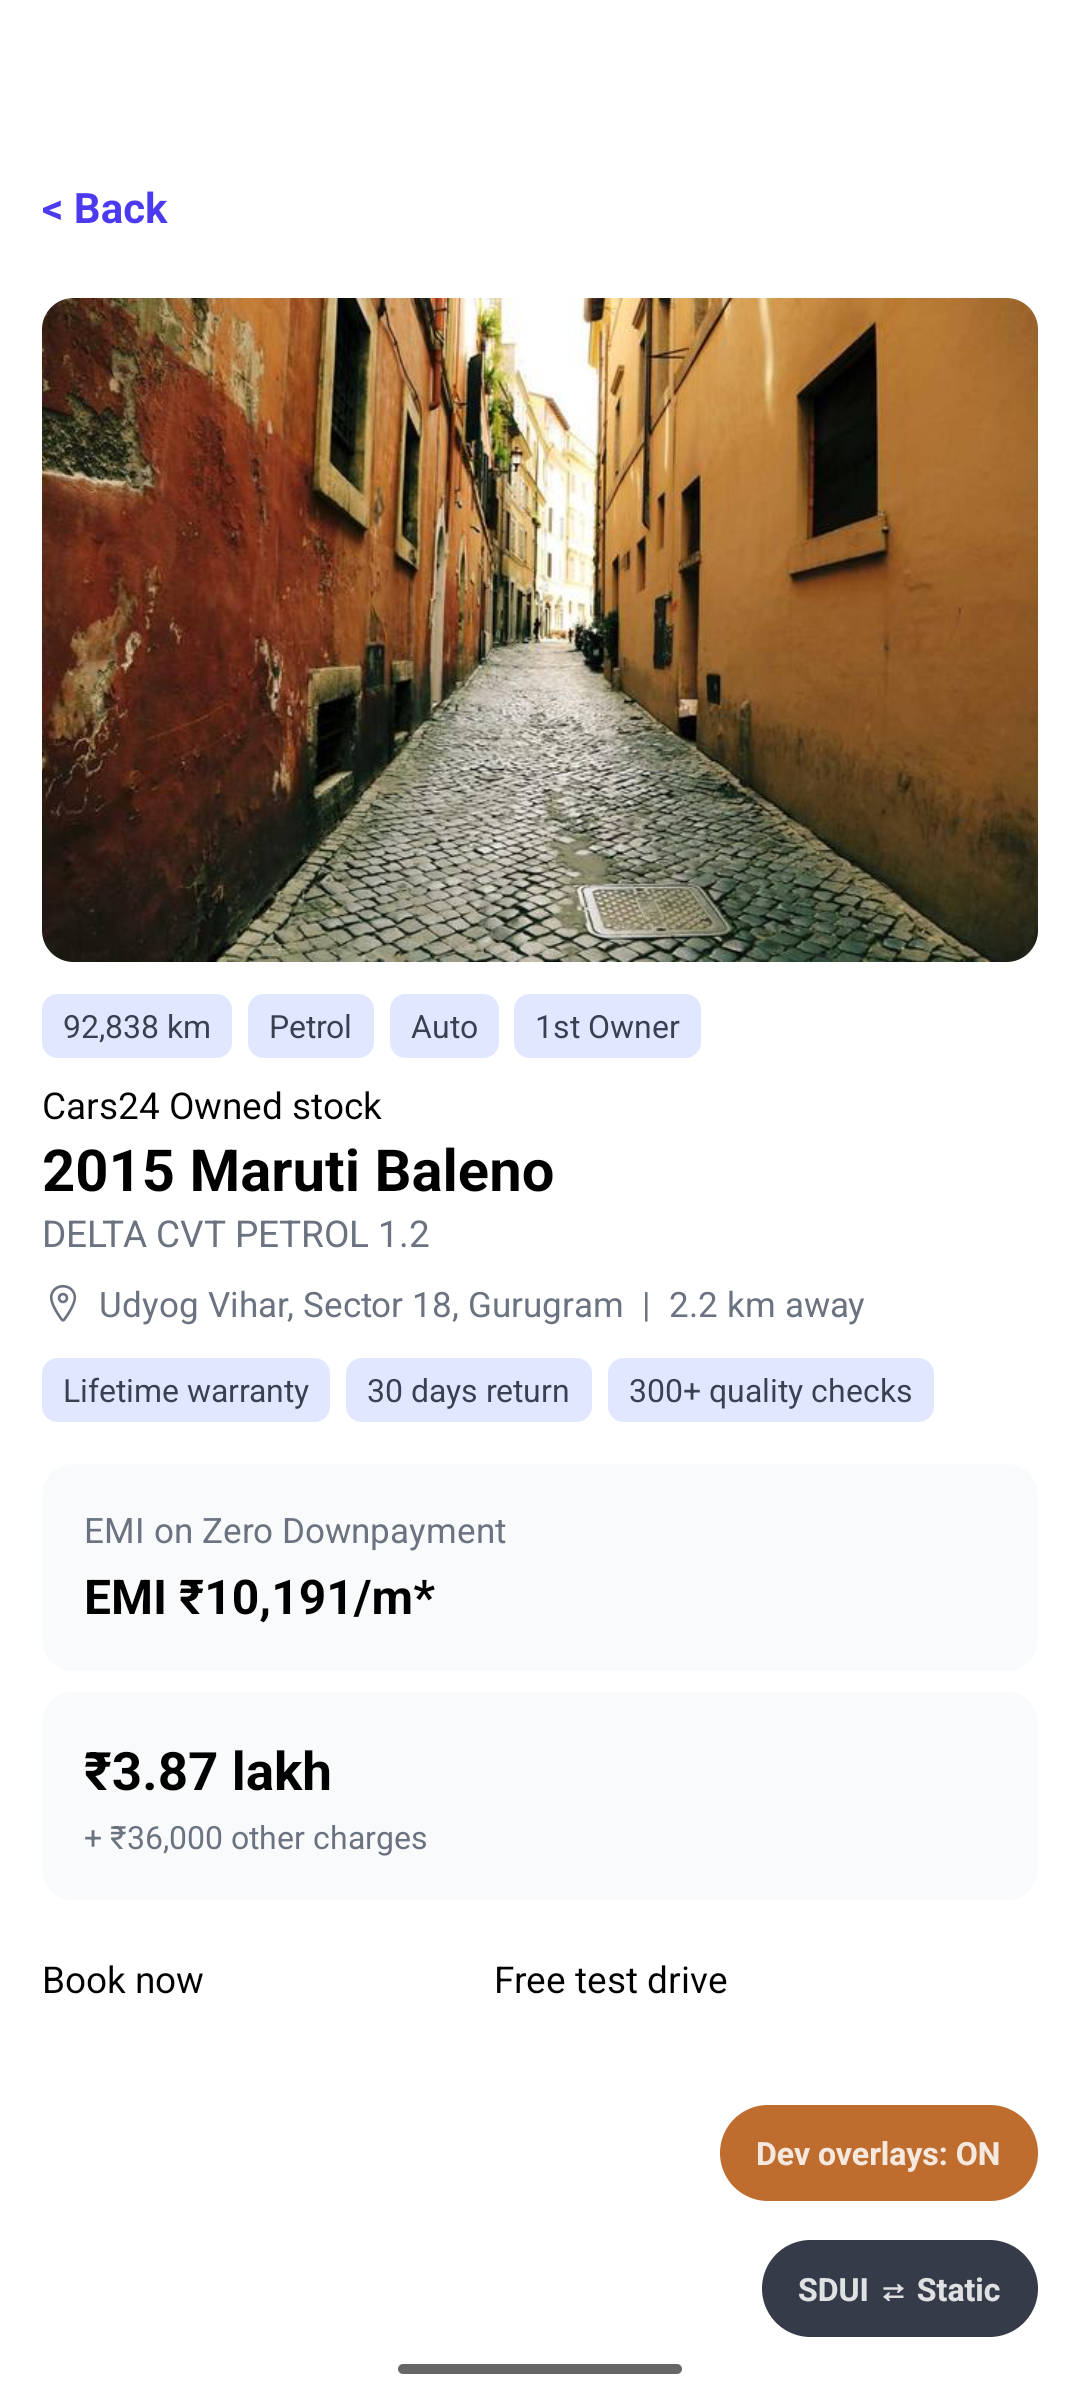 < Back
92,838 km Petrol Auto 1st Owner
Cars24 Owned stock
2015 Maruti Baleno
DELTA CVT PETROL 1.2
Udyog Vihar, Sector 18, Gurugram | 2.2 km away
Lifetime warranty 30 days return 300+ quality checks
EMI on Zero Downpayment
EMI ₹10,191/m*
₹3.87 lakh
+ ₹36,000 other charges
Book now Free test drive
Dev overlays: ON
SDUI ⇄ Static